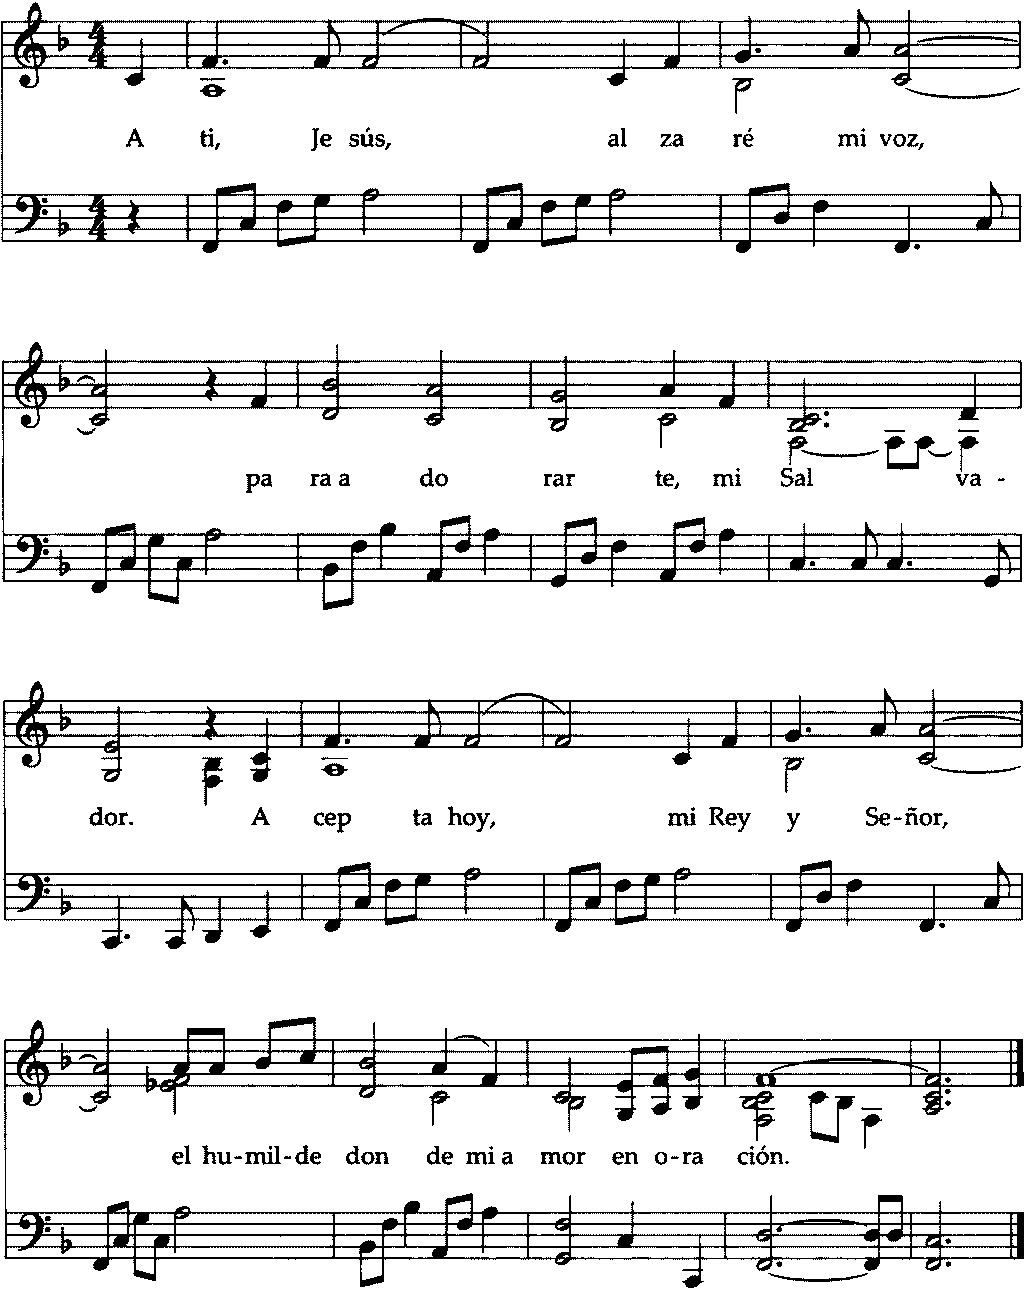 A ti, Je sús, al za ré mi voz,
pa ra a do rar te, mi Sal va-
dor. A cep ta hoy, mi Rey y Se-ñor,
el hu-mil-de don de mi a mor en o-ra ción.